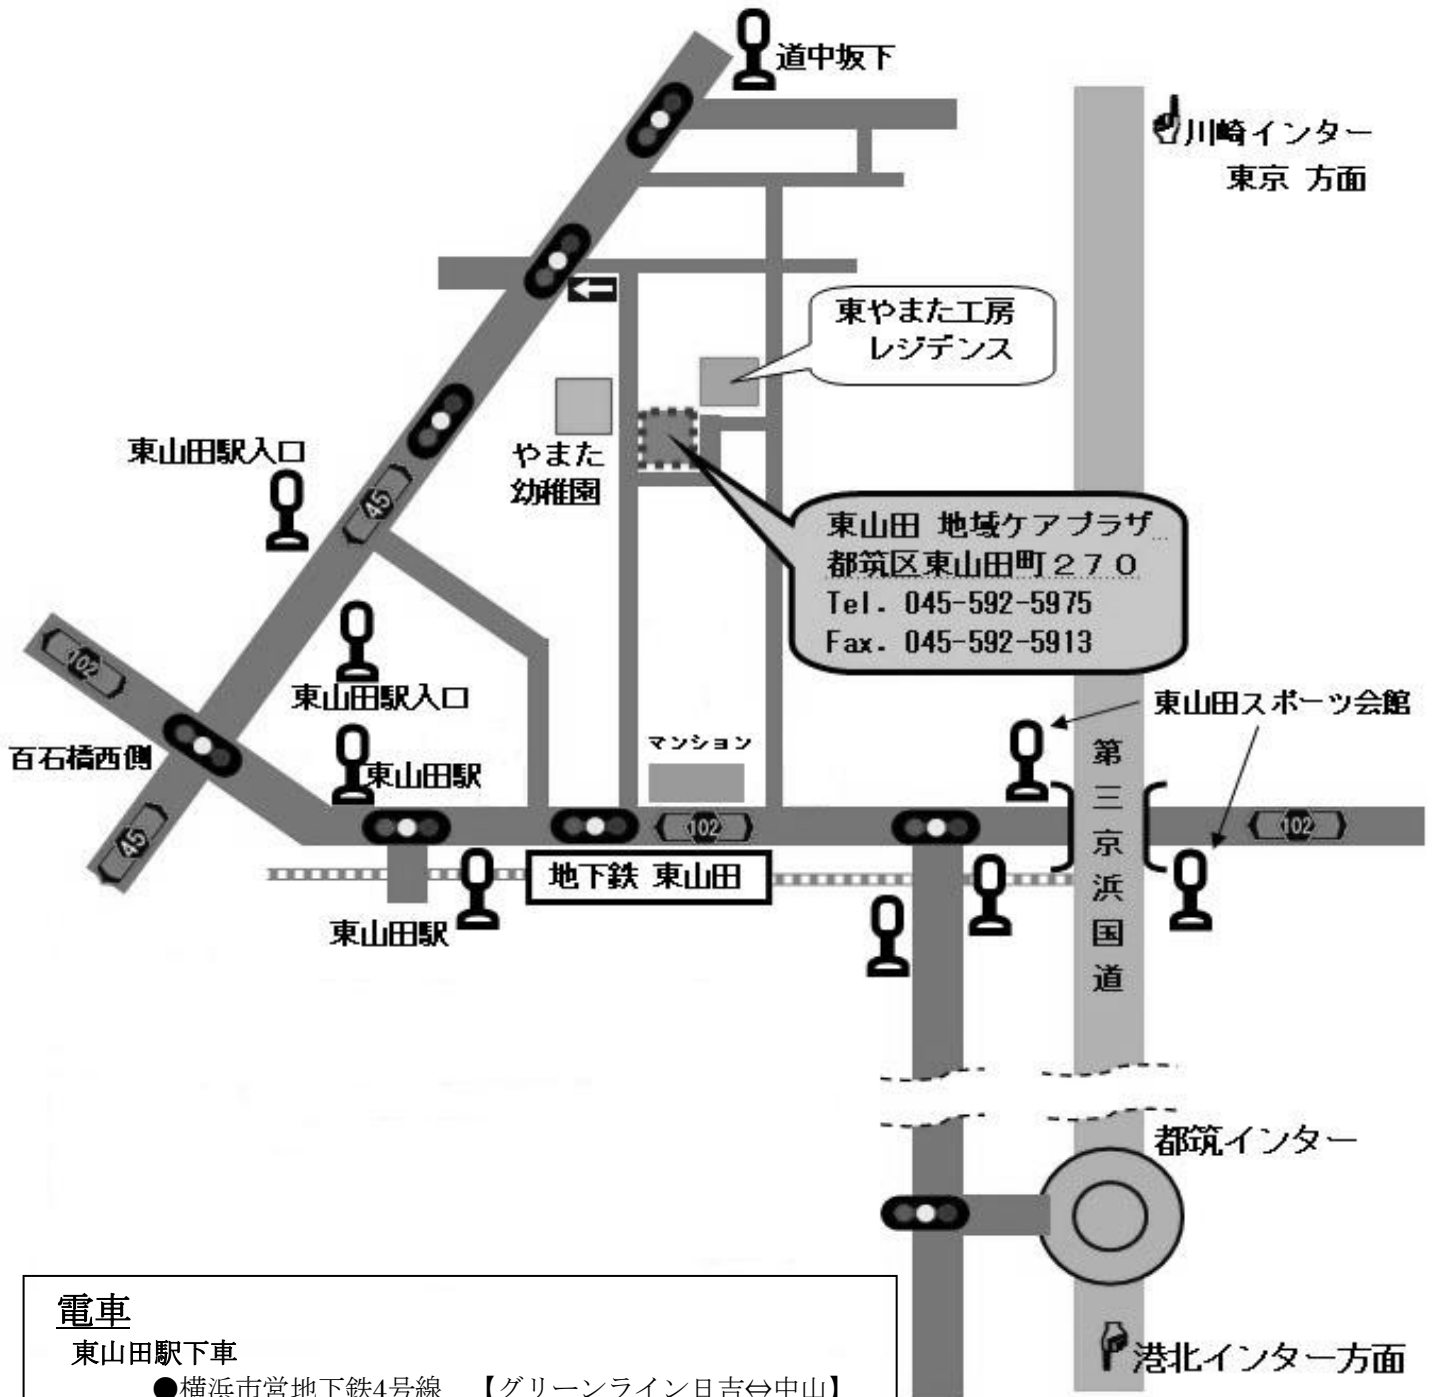 道中坂下
川崎インター
東京 方面
東やまた工房
レジデンス
東山田駅入口
やまた
幼稚園
45
東山田 地域ケアプラザ
都筑区東山田町２７０
Tel. 045-592-5975
Fax. 045-592-5913
102
東山田駅入口
東山田スポーツ会館
百石橋西側
マンション
東山田駅
第三京浜国道
102
102
45
地下鉄 東山田
東山田駅
都筑インター
電車
東山田駅下車
●横浜市営地下鉄4号線 【グリーンライン日吉⇔中山】
港北インター方面